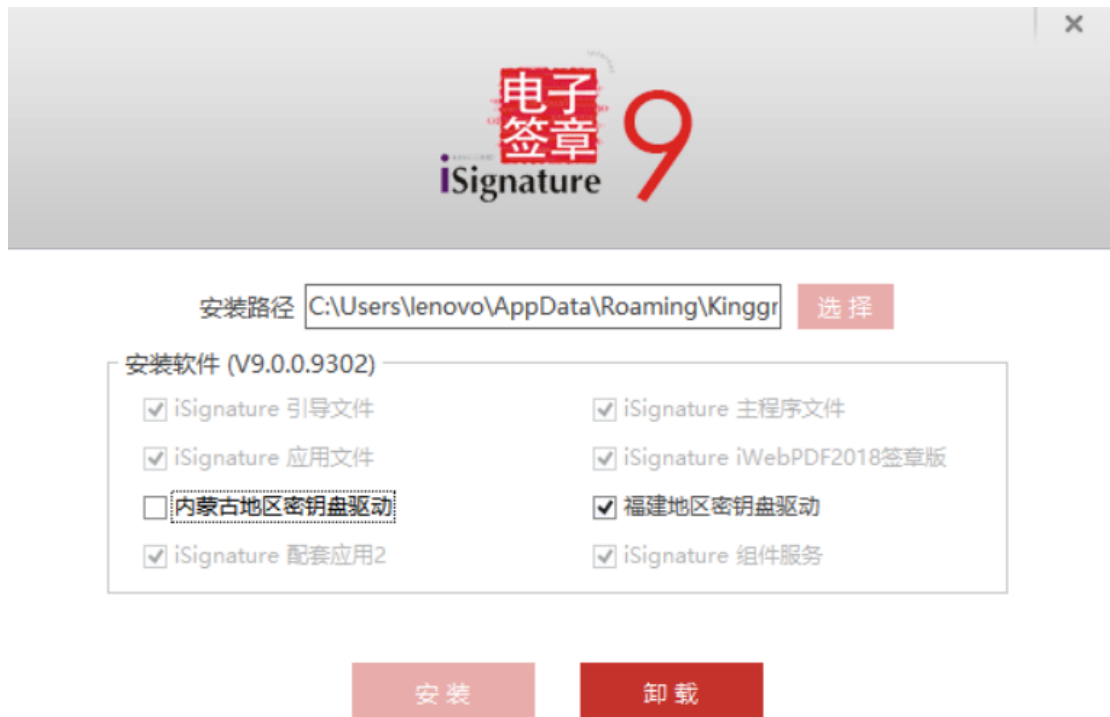 电子
签章
iSignature
9
安装路径 C:\Users\lenovo\AppData\Roaming\Kinggr 选择
安装软件 (V9.0.0.9302)
iSignature 引导文件 iSignature 主程序文件
iSignature 应用文件 iSignature iWebPDF2018签章版
内蒙古地区密钥盘驱动 福建地区密钥盘驱动
iSignature 配套应用2 iSignature 组件服务
安装 卸载